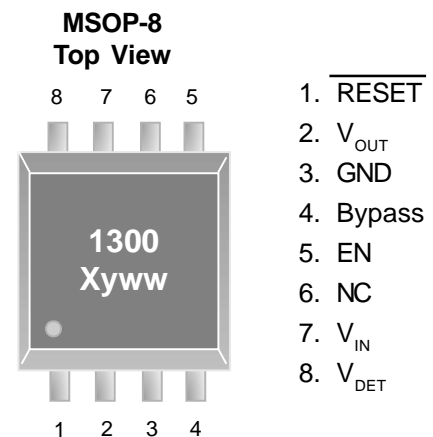 MSOP-8
Top View
8 7 6 5
1300
Xyww
1 2 3 4
1. RESET
2. VOUT
3. GND
4. Bypass
5. EN
6. NC
7. VIN
8. VDET